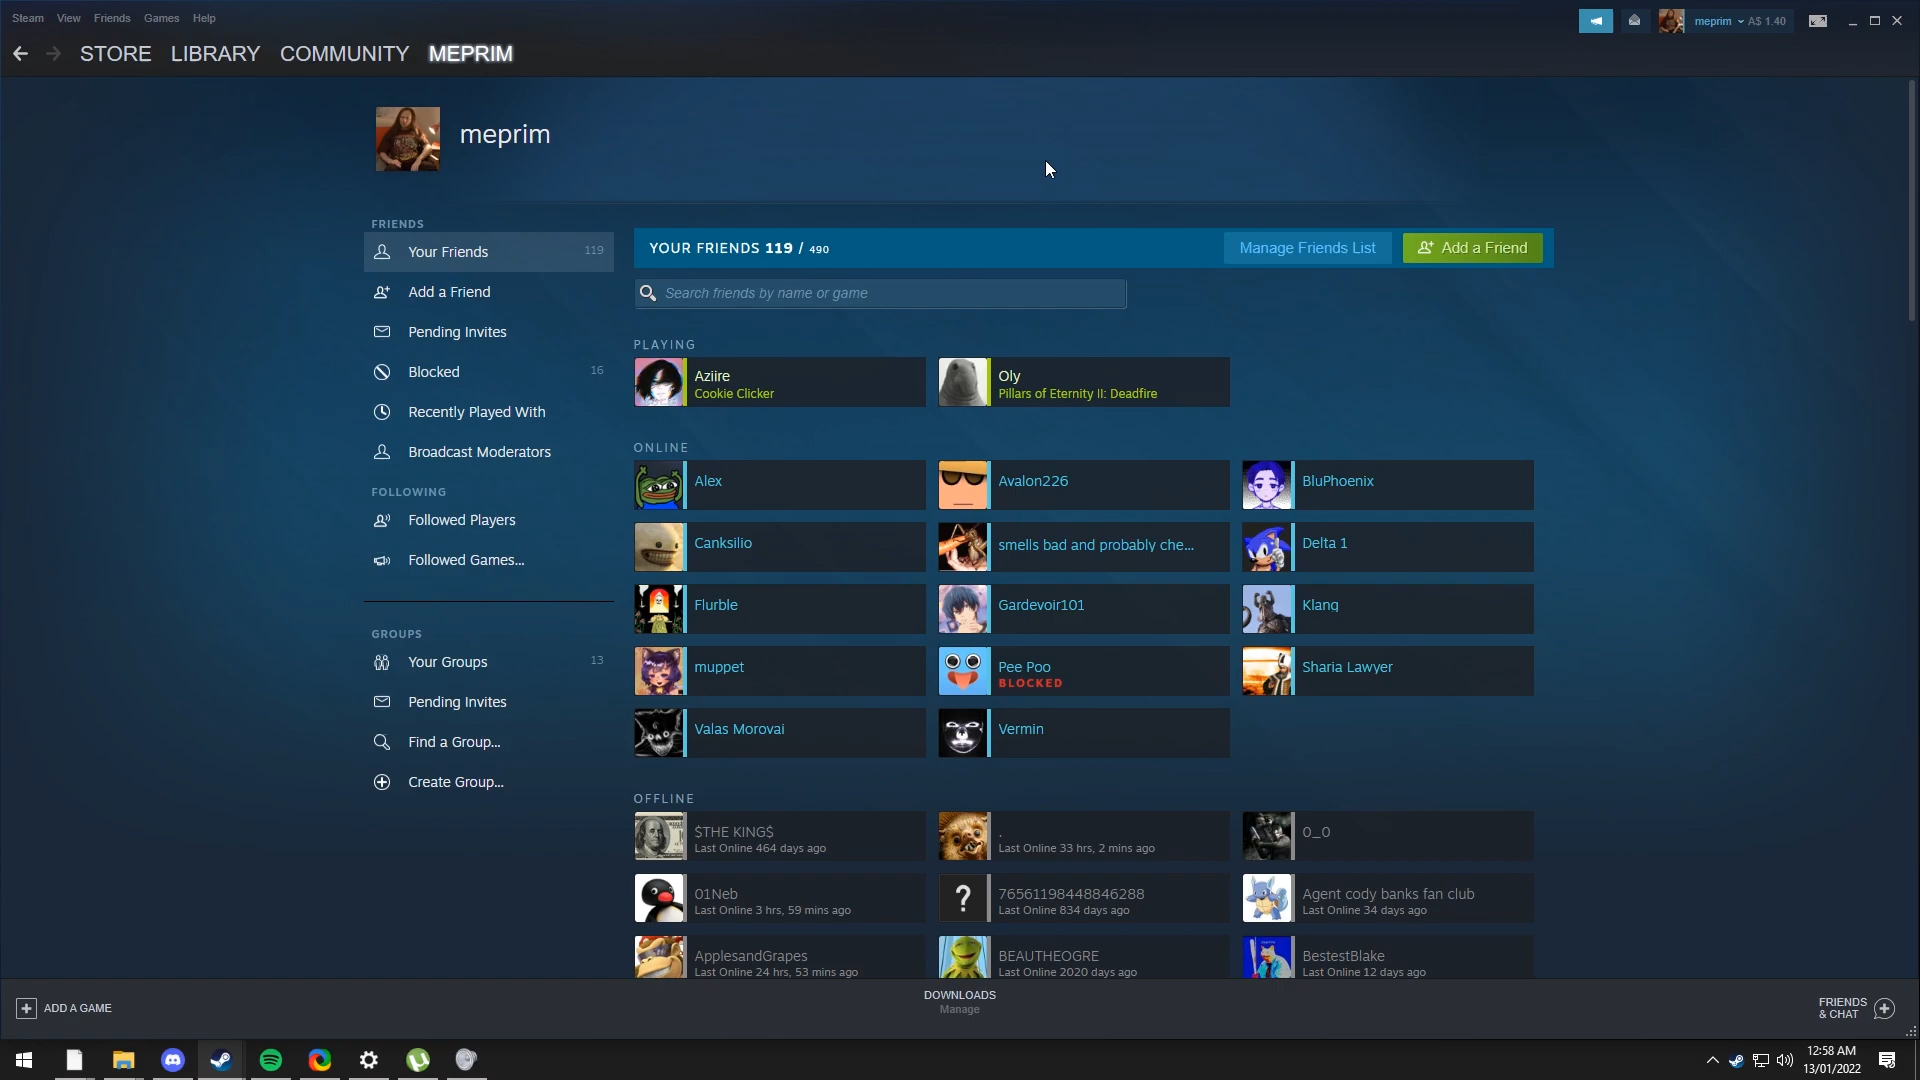 Steam View Friends Games Help
meprim A$ 1.40
STORE LIBRARY COMMUNITY MEPRIM
meprim
FRIENDS
Your Friends 119
Add a Friend
Pending Invites
Blocked 16
Recently Played With
Broadcast Moderators
FOLLOWING
Followed Players
Followed Games...
GROUPS
Your Groups 13
Pending Invites
Find a Group...
Create Group...
YOUR FRIENDS 119 / 490
Manage Friends List
Add a Friend
Search friends by name or game
PLAYING
Aziire
Cookie Clicker
Oly
Pillars of Eternity II: Deadfire
ONLINE
Alex
Avalon226
BluPhoenix
Canksilio
smells bad and probably che...
Delta 1
Flurble
Gardevoir101
Klang
muppet
Pee Poo
BLOCKED
Sharia Lawyer
Valas Morovai
Vermin
OFFLINE
$THE KING$
Last Online 464 days ago
.
Last Online 33 hrs, 2 mins ago
0_0
01Neb
Last Online 3 hrs, 59 mins ago
?
76561198448846288
Last Online 834 days ago
Agent cody banks fan club
Last Online 34 days ago
ApplesandGrapes
Last Online 24 hrs, 53 mins ago
BEAUTHEOGRE
Last Online 2020 days ago
BestestBlake
Last Online 12 days ago
ADD A GAME
DOWNLOADS
Manage
FRIENDS
& CHAT
12:58 AM
13/01/2022